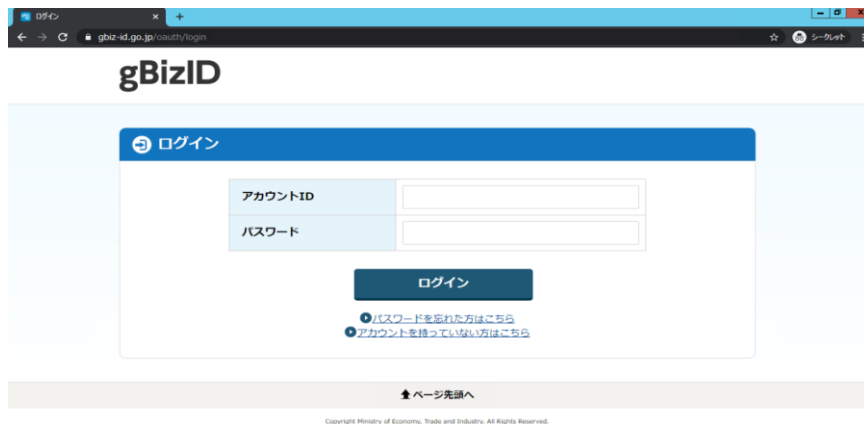 ログイン
gbiz-id.go.jp/oauth/login
シークレット
gBizID
ログイン
アカウントID
パスワード
ログイン
パスワードを忘れた方はこちら
アカウントを持っていない方はこちら
ページ先頭へ
Copyright Ministry of Economy, Trade and Industry. All Rights Reserved.